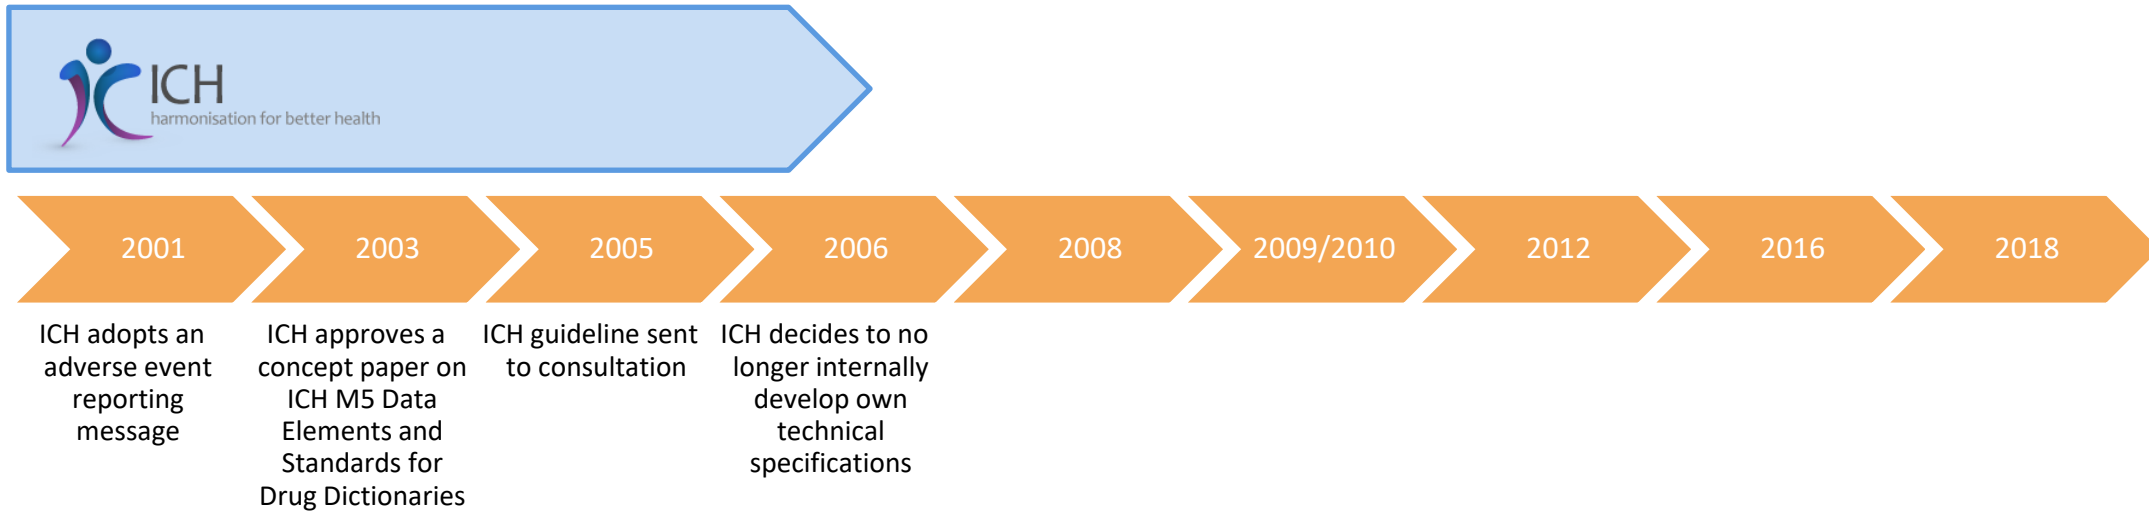 ICH
harmonisation for better health
2001
2003
2005
2006
2008
2009/2010
2012
2016
2018
ICH adopts an
adverse event
reporting
message
ICH approves a
concept paper on
ICH M5 Data
Elements and
Standards for
Drug Dictionaries
ICH guideline sent
to consultation
ICH decides to no
longer internally
develop own
technical
specifications